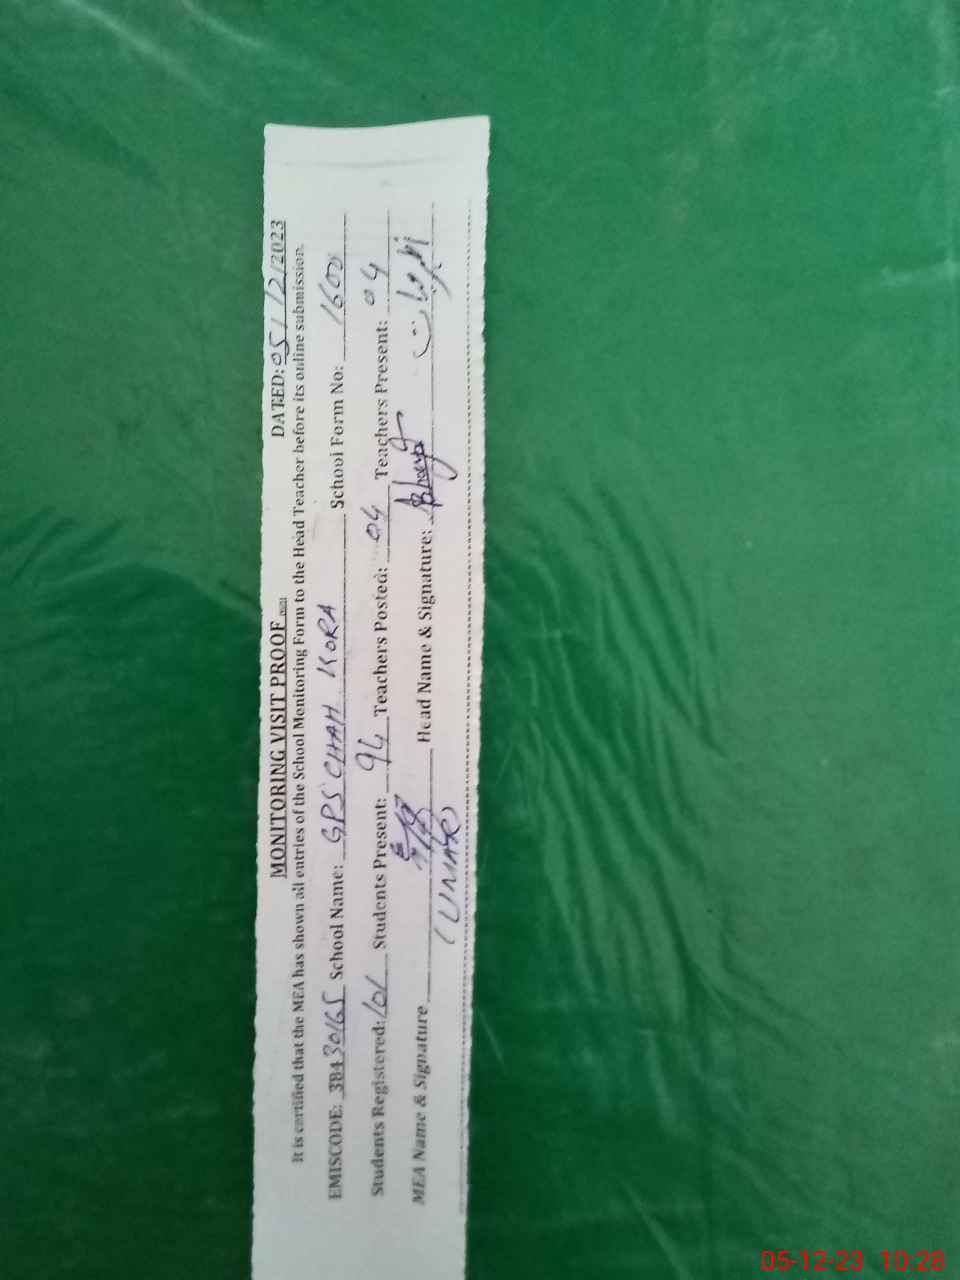 MONITORING VISIT PROOF DATED: 05/12/2023
It is certified that the MEA has shown all entries of the School Monitoring Form to the Head Teacher before its online submission.
EMISCODE: 38430165 School Name: GPS CHAH KORA School Form No: 1600
Students Registered: 101 Students Present: 94 Teachers Posted: 04 Teachers Present: 04
MEA Name & Signature Head Name & Signature:
(UMAR)
05-12-23 10:28